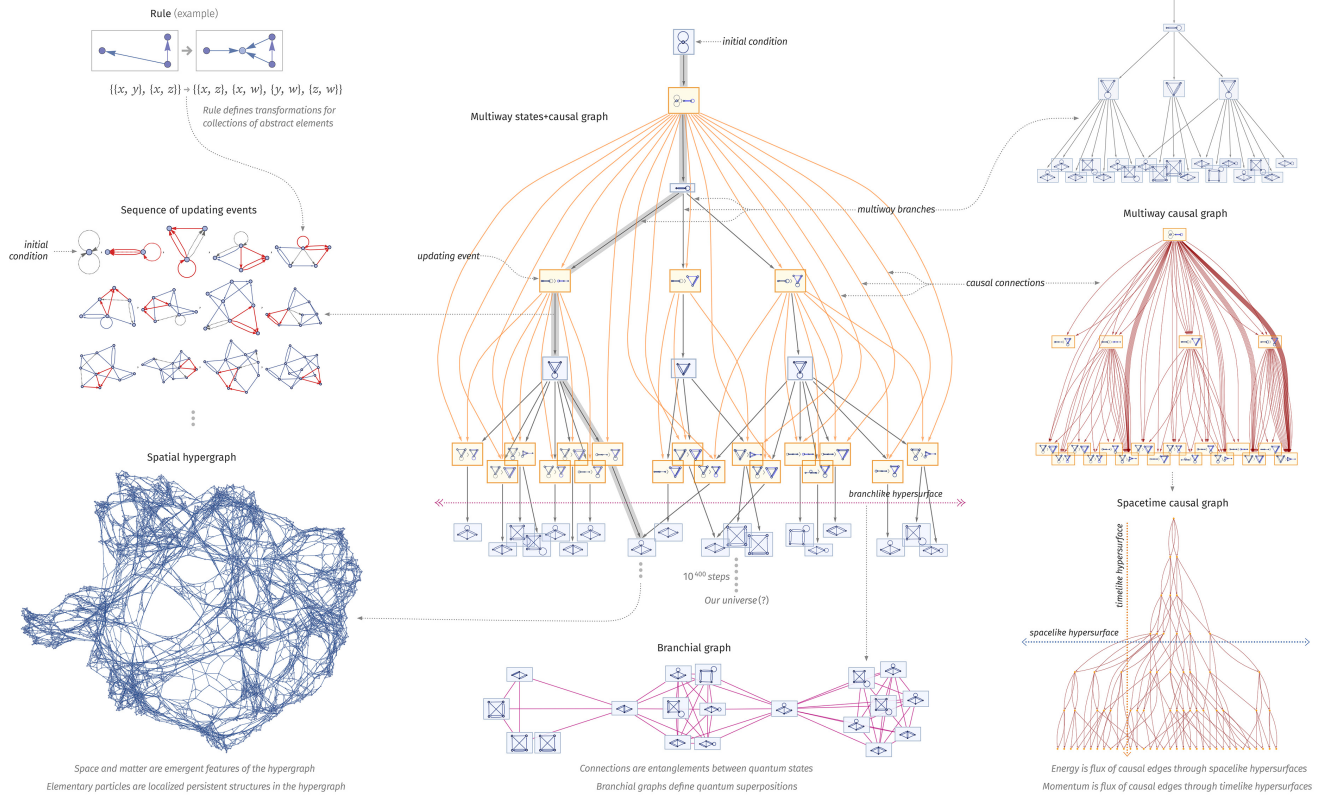 Rule (example)
{{x, y}, {x, z}} → {{x, z}, {x, w}, {y, w}, {z, w}}
Rule defines transformations for
collections of abstract elements
Sequence of updating events
initial
condition
Spatial hypergraph
Space and matter are emergent features of the hypergraph
Elementary particles are localized persistent structures in the hypergraph
initial condition
Multiway states+causal graph
multiway branches
updating event
causal connections
branchlike hypersurface
10^400 steps
Our universe(?)
Branchial graph
Connections are entanglements between quantum states
Branchial graphs define quantum superpositions
Multiway causal graph
Spacetime causal graph
timelike hypersurface
spacelike hypersurface
Energy is flux of causal edges through spacelike hypersurfaces
Momentum is flux of causal edges through timelike hypersurfaces